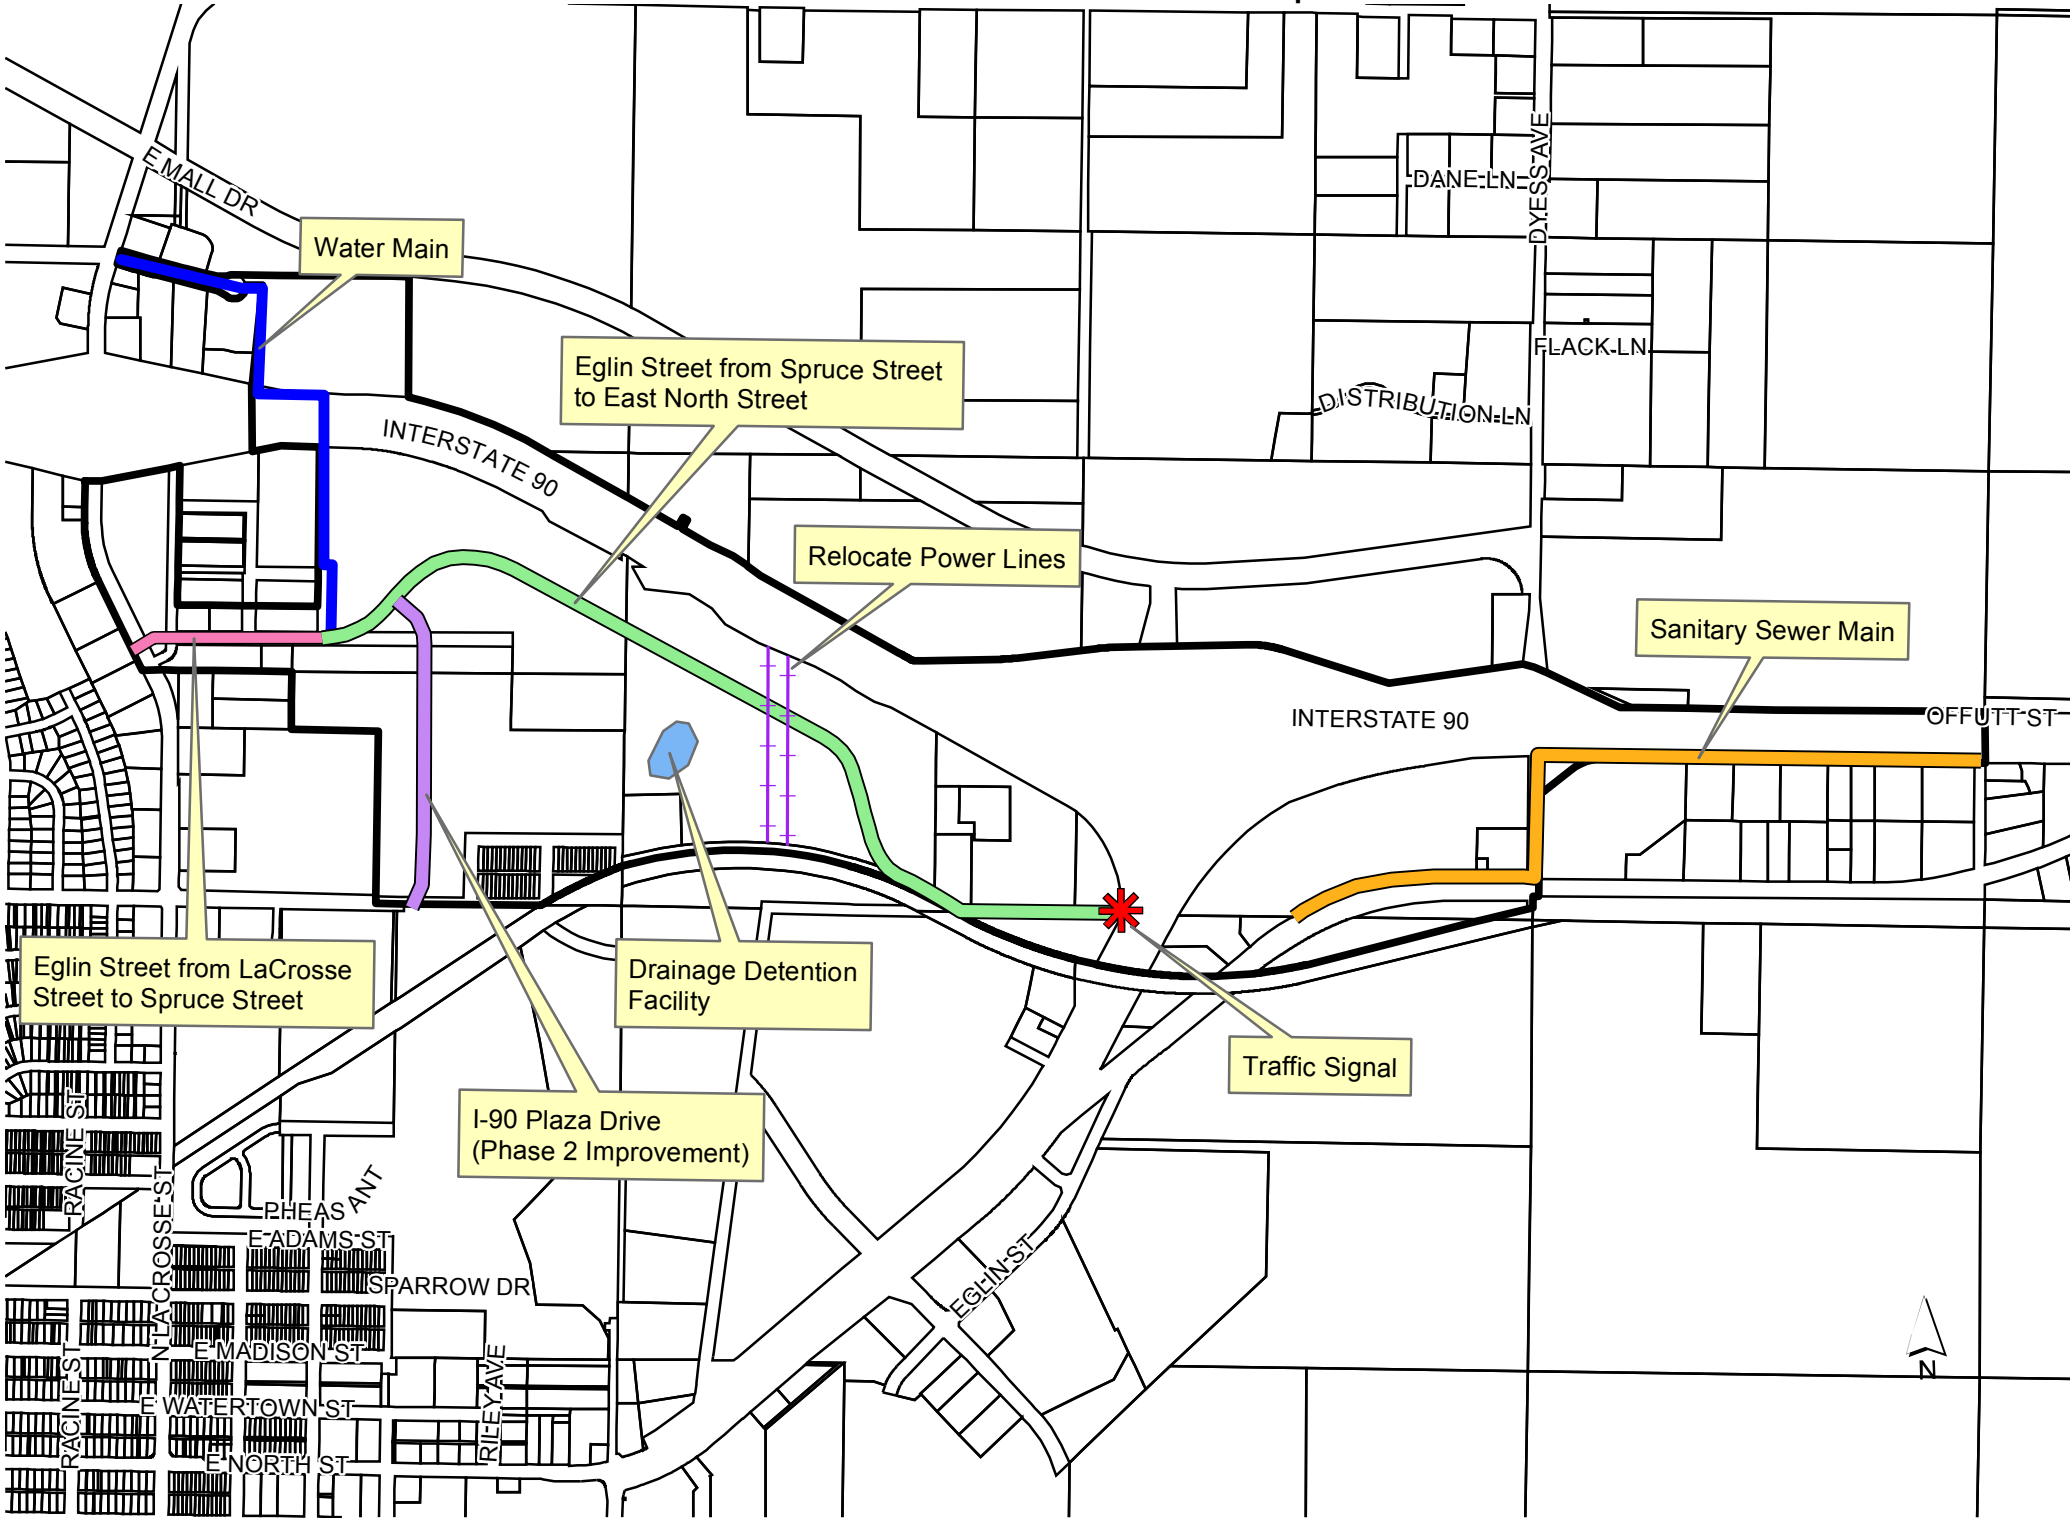 E MALL DR
Water Main
DANE LN
DYESS AVE
Eglin Street from Spruce Street
to East North Street
FLACK LN
DISTRIBUTION LN
INTERSTATE 90
Relocate Power Lines
Sanitary Sewer Main
INTERSTATE 90
OFFUTT ST
Eglin Street from LaCrosse
Street to Spruce Street
Drainage Detention
Facility
Traffic Signal
I-90 Plaza Drive
(Phase 2 Improvement)
RACINE ST
N LACROSSE ST
PHEASANT
E ADAMS ST
SPARROW DR
EGLIN ST
E MADISON ST
RACINE ST
E WATERTOWN ST
RILEY AVE
E NORTH ST
N